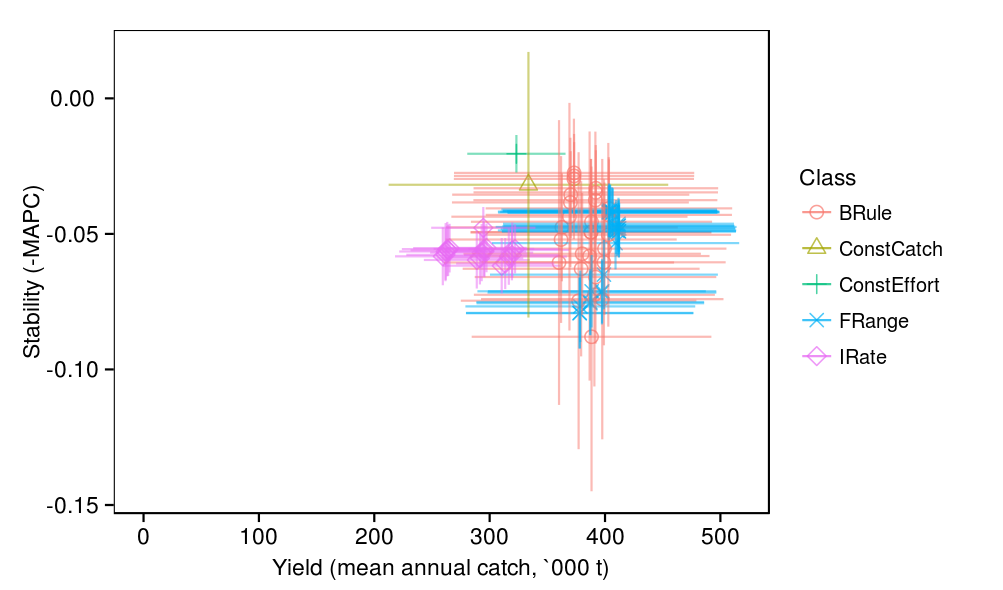 0.00
-0.05
-0.10
-0.15
Stability (-MAPC)
0
100
200
300
400
500
Yield (mean annual catch, `000 t)
Class
BRule
ConstCatch
ConstEffort
FRange
IRate